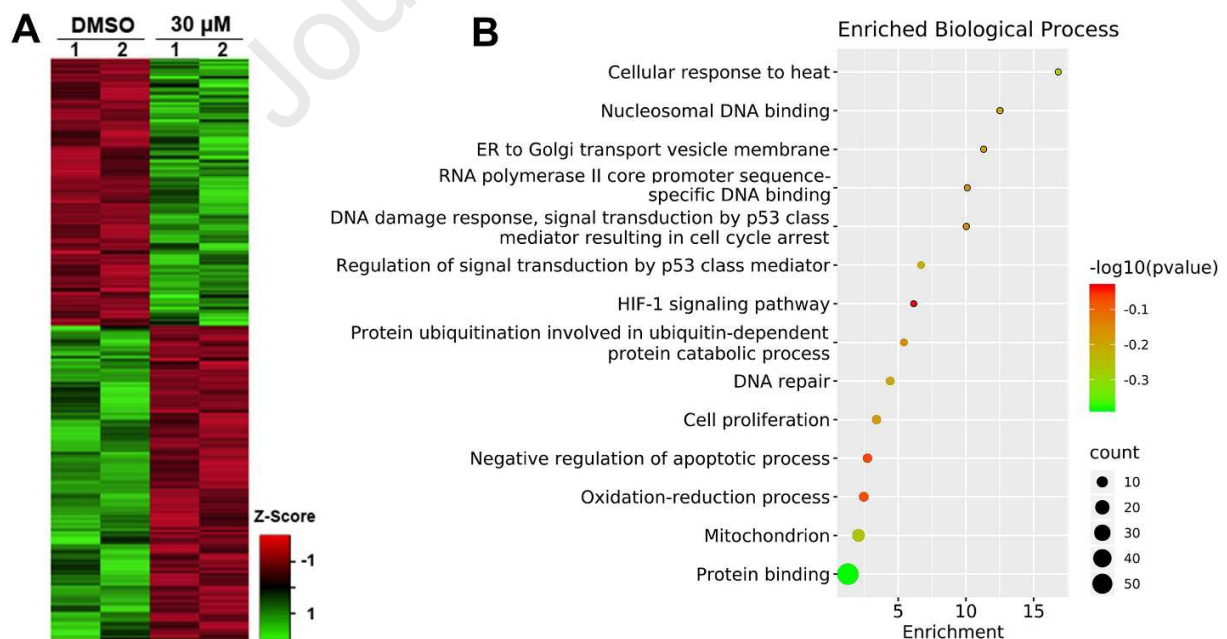 Jou
A
DMSO 30 µM
1 2 1 2
Z-Score
-1
1
B
Enriched Biological Process
Cellular response to heat
Nucleosomal DNA binding
ER to Golgi transport vesicle membrane
RNA polymerase II core promoter sequence-
specific DNA binding
DNA damage response, signal transduction by p53 class
mediator resulting in cell cycle arrest
Regulation of signal transduction by p53 class mediator
HIF-1 signaling pathway
Protein ubiquitination involved in ubiquitin-dependent
protein catabolic process
DNA repair
Cell proliferation
Negative regulation of apoptotic process
Oxidation-reduction process
Mitochondrion
Protein binding
5 10 15
Enrichment
-log10(pvalue)
-0.1
-0.2
-0.3
count
10
20
30
40
50